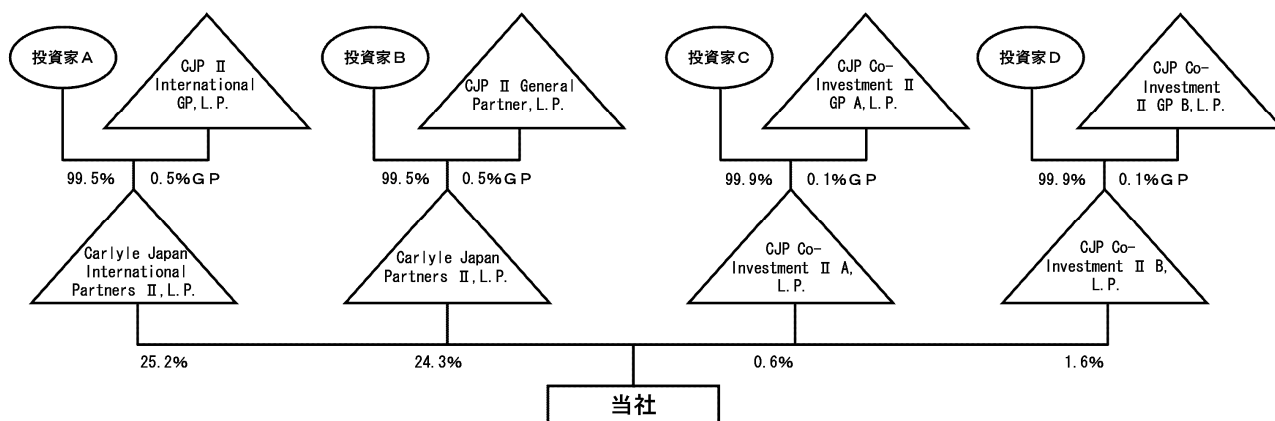 投資家A
CJP Ⅱ
International
GP,L.P.
投資家B
CJP Ⅱ General
Partner,L.P.
投資家C
CJP Co-
Investment Ⅱ
GP A,L.P.
投資家D
CJP Co-
Investment
Ⅱ GP B,L.P.
99.5%
0.5%GP
99.5%
0.5%GP
99.9%
0.1%GP
99.9%
0.1%GP
Carlyle Japan
International
Partners Ⅱ,L.P.
Carlyle Japan
Partners Ⅱ,L.P.
CJP Co-
Investment Ⅱ A,
L.P.
CJP Co-
Investment Ⅱ B,
L.P.
25.2%
24.3%
0.6%
1.6%
当社